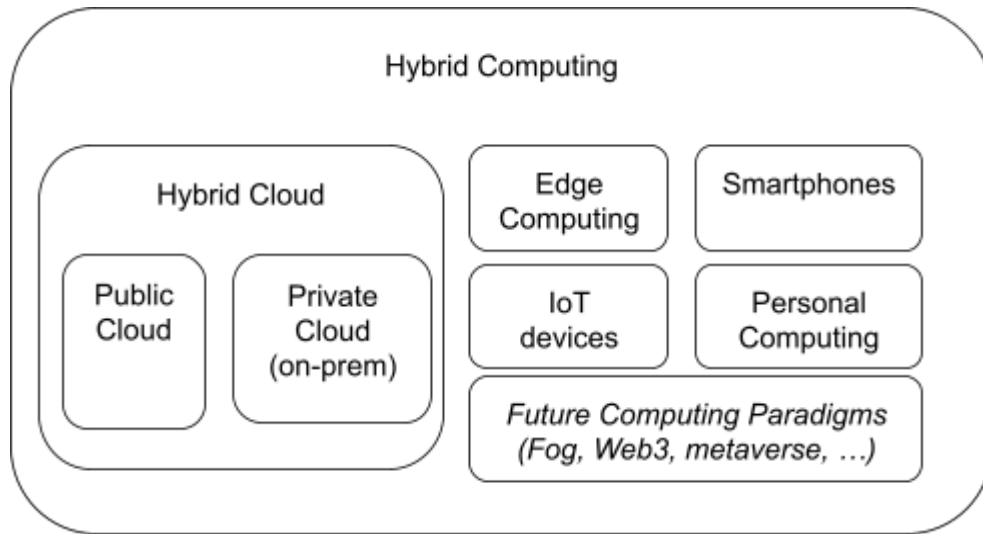 Hybrid Computing
Hybrid Cloud
Public
Cloud
Private
Cloud
(on-prem)
Edge
Computing
Smartphones
IoT
devices
Personal
Computing
Future Computing Paradigms
(Fog, Web3, metaverse, …)